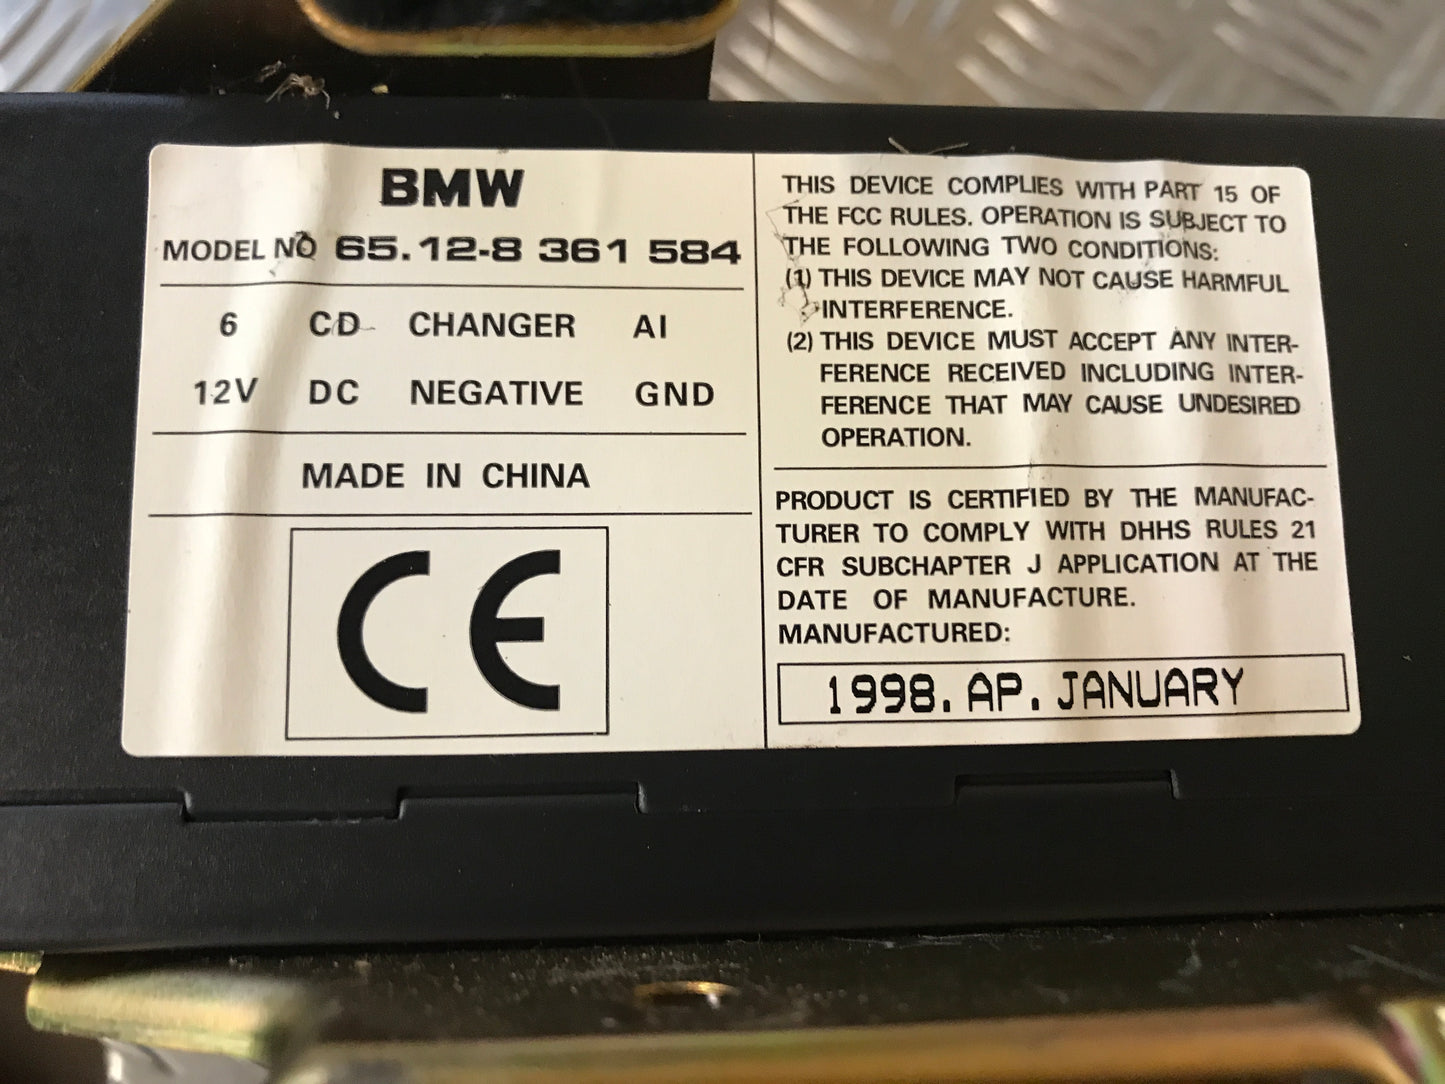 BMW
MODEL NO 65.12-8 361 584
6 CD CHANGER AI
12V DC NEGATIVE GND
MADE IN CHINA
CE
THIS DEVICE COMPLIES WITH PART 15 OF
THE FCC RULES. OPERATION IS SUBJECT TO
THE FOLLOWING TWO CONDITIONS:
(1) THIS DEVICE MAY NOT CAUSE HARMFUL
INTERFERENCE.
(2) THIS DEVICE MUST ACCEPT ANY INTER-
FERENCE RECEIVED INCLUDING INTER-
FERENCE THAT MAY CAUSE UNDESIRED
OPERATION.
PRODUCT IS CERTIFIED BY THE MANUFAC-
TURER TO COMPLY WITH DHHS RULES 21
CFR SUBCHAPTER J APPLICATION AT THE
DATE OF MANUFACTURE.
MANUFACTURED:
1998. AP. JANUARY